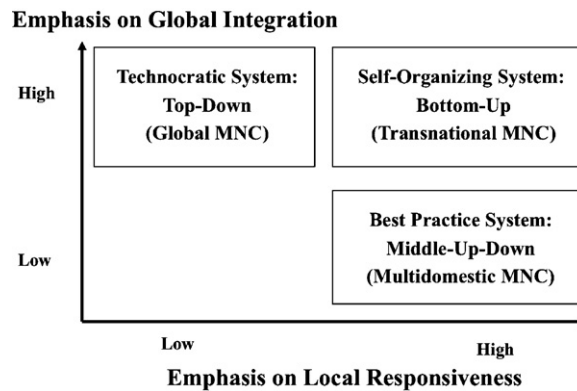 Emphasis on Global Integration
High
Technocratic System:
Top-Down
(Global MNC)
Self-Organizing System:
Bottom-Up
(Transnational MNC)
Low
Best Practice System:
Middle-Up-Down
(Multidomestic MNC)
Low
High
Emphasis on Local Responsiveness